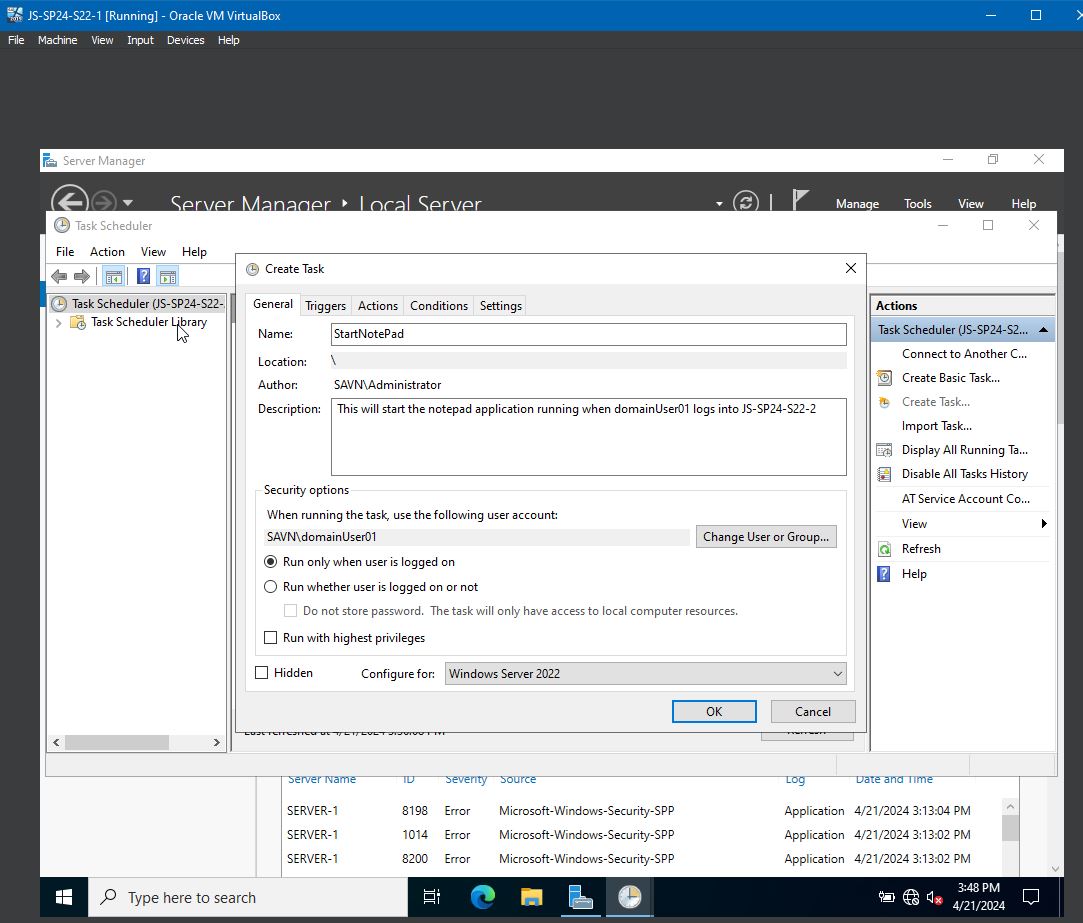 JS-SP24-S22-1 [Running] - Oracle VM VirtualBox
File Machine View Input Devices Help
Server Manager
Server Manager Local Server
Manage Tools View Help
Task Scheduler
File Action View Help
Task Scheduler (JS-SP24-S22-
Task Scheduler Library
Create Task
General Triggers Actions Conditions Settings
Name: StartNotePad
Location: \
Author: SAVN\Administrator
Description: This will start the notepad application running when domainUser01 logs into JS-SP24-S22-2
Security options
When running the task, use the following user account:
SAVN\domainUser01 Change User or Group...
Run only when user is logged on
Run whether user is logged on or not
Do not store password. The task will only have access to local computer resources.
Run with highest privileges
Hidden Configure for: Windows Server 2022
OK Cancel
Actions
Task Scheduler (JS-SP24-S2...
Connect to Another C...
Create Basic Task...
Create Task...
Import Task...
Display All Running Ta...
Disable All Tasks History
AT Service Account Co...
View
Refresh
Help
Last refreshed at 4/21/2024 Refresh
Server Name ID Severity Source Log Date and Time
SERVER-1 8198 Error Microsoft-Windows-Security-SPP Application 4/21/2024 3:13:04 PM
SERVER-1 1014 Error Microsoft-Windows-Security-SPP Application 4/21/2024 3:13:02 PM
SERVER-1 8200 Error Microsoft-Windows-Security-SPP Application 4/21/2024 3:13:02 PM
Type here to search
3:48 PM
4/21/2024